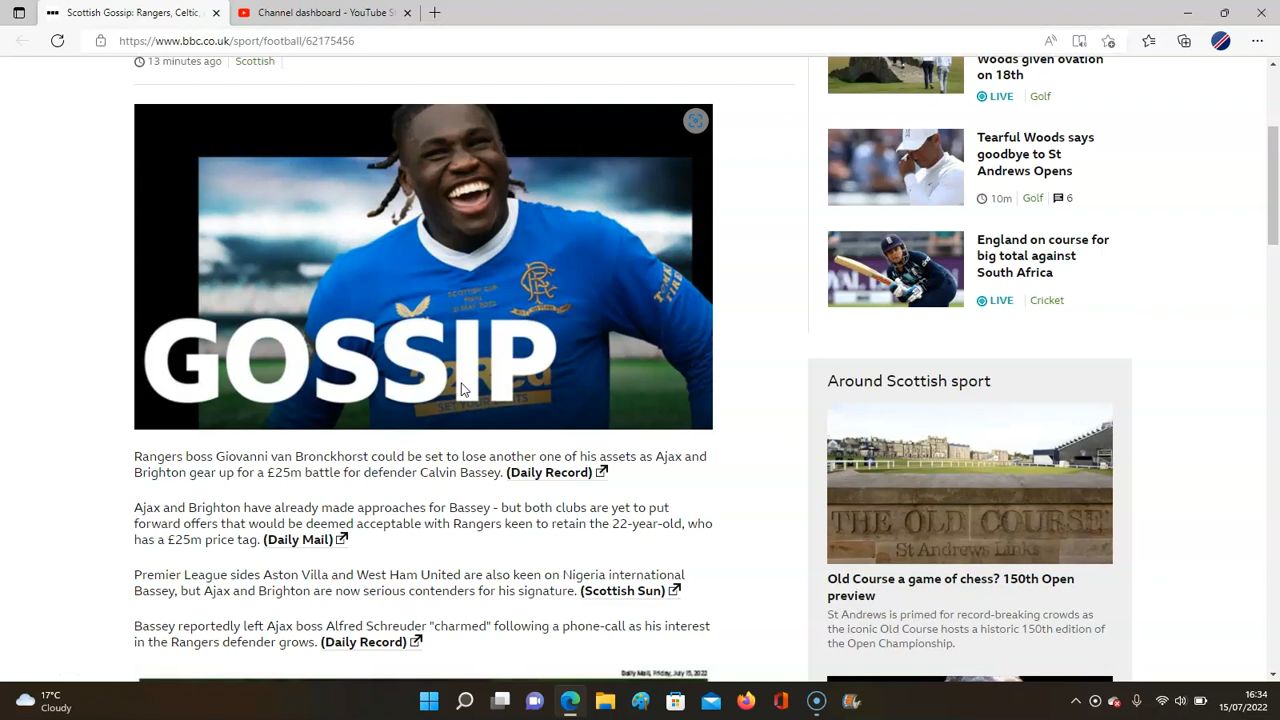 Scottish Gossip: Rangers, Celtic,
Channel dashboard - YouTube S
https://www.bbc.co.uk/sport/football/62175456
13 minutes ago
Scottish
GOSSIP
Rangers boss Giovanni van Bronckhorst could be set to lose another one of his assets as Ajax and
Brighton gear up for a £25m battle for defender Calvin Bassey. (Daily Record)
Ajax and Brighton have already made approaches for Bassey - but both clubs are yet to put
forward offers that would be deemed acceptable with Rangers keen to retain the 22-year-old, who
has a £25m price tag. (Daily Mail)
Premier League sides Aston Villa and West Ham United are also keen on Nigeria international
Bassey, but Ajax and Brighton are now serious contenders for his signature. (Scottish Sun)
Bassey reportedly left Ajax boss Alfred Schreuder "charmed" following a phone-call as his interest
in the Rangers defender grows. (Daily Record)
Daily Mail, Friday, July 15, 2022
Woods given ovation
on 18th
LIVE
Golf
Tearful Woods says
goodbye to St
Andrews Opens
10m
Golf
6
England on course for
big total against
South Africa
LIVE
Cricket
Around Scottish sport
THE OLD COURSE
St Andrews Links
Old Course a game of chess? 150th Open
preview
St Andrews is primed for record-breaking crowds as
the iconic Old Course hosts a historic 150th edition of
the Open Championship.
17°C
Cloudy
16:34
15/07/2022